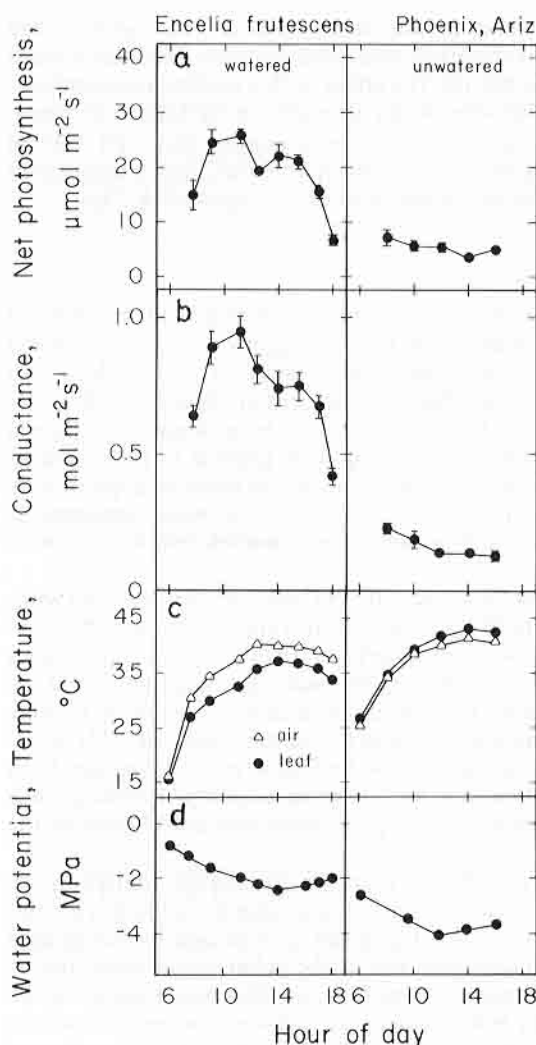 Encelia frutescens
Phoenix, Ariz
Net photosynthesis,
μmol m⁻² s⁻¹
a
watered
unwatered
40
30
20
10
0
Conductance,
mol m⁻² s⁻¹
b
1.0
0.5
0
Temperature,
°C
c
45
35
25
15
air
leaf
Water potential,
MPa
d
0
-2
-4
6 10 14 18 6 10 14 18
Hour of day